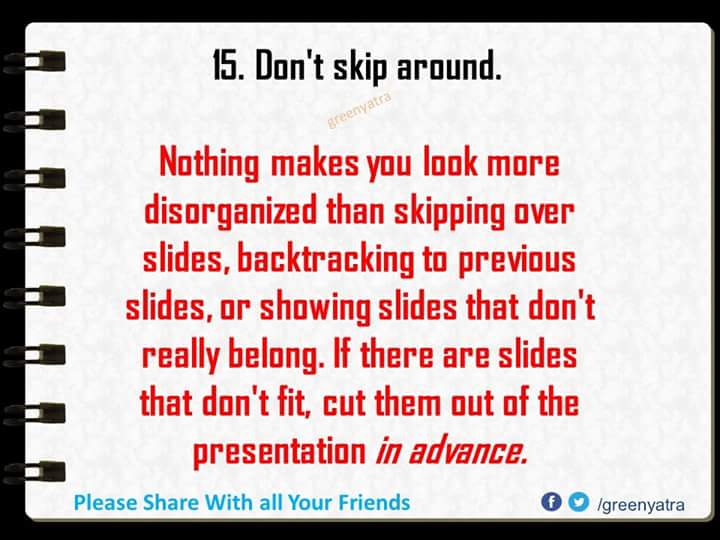 15. Don't skip around.
greenyatra
Nothing makes you look more
disorganized than skipping over
slides, backtracking to previous
slides, or showing slides that don't
really belong. If there are slides
that don't fit, cut them out of the
presentation in advance.
Please Share With all Your Friends
/greenyatra